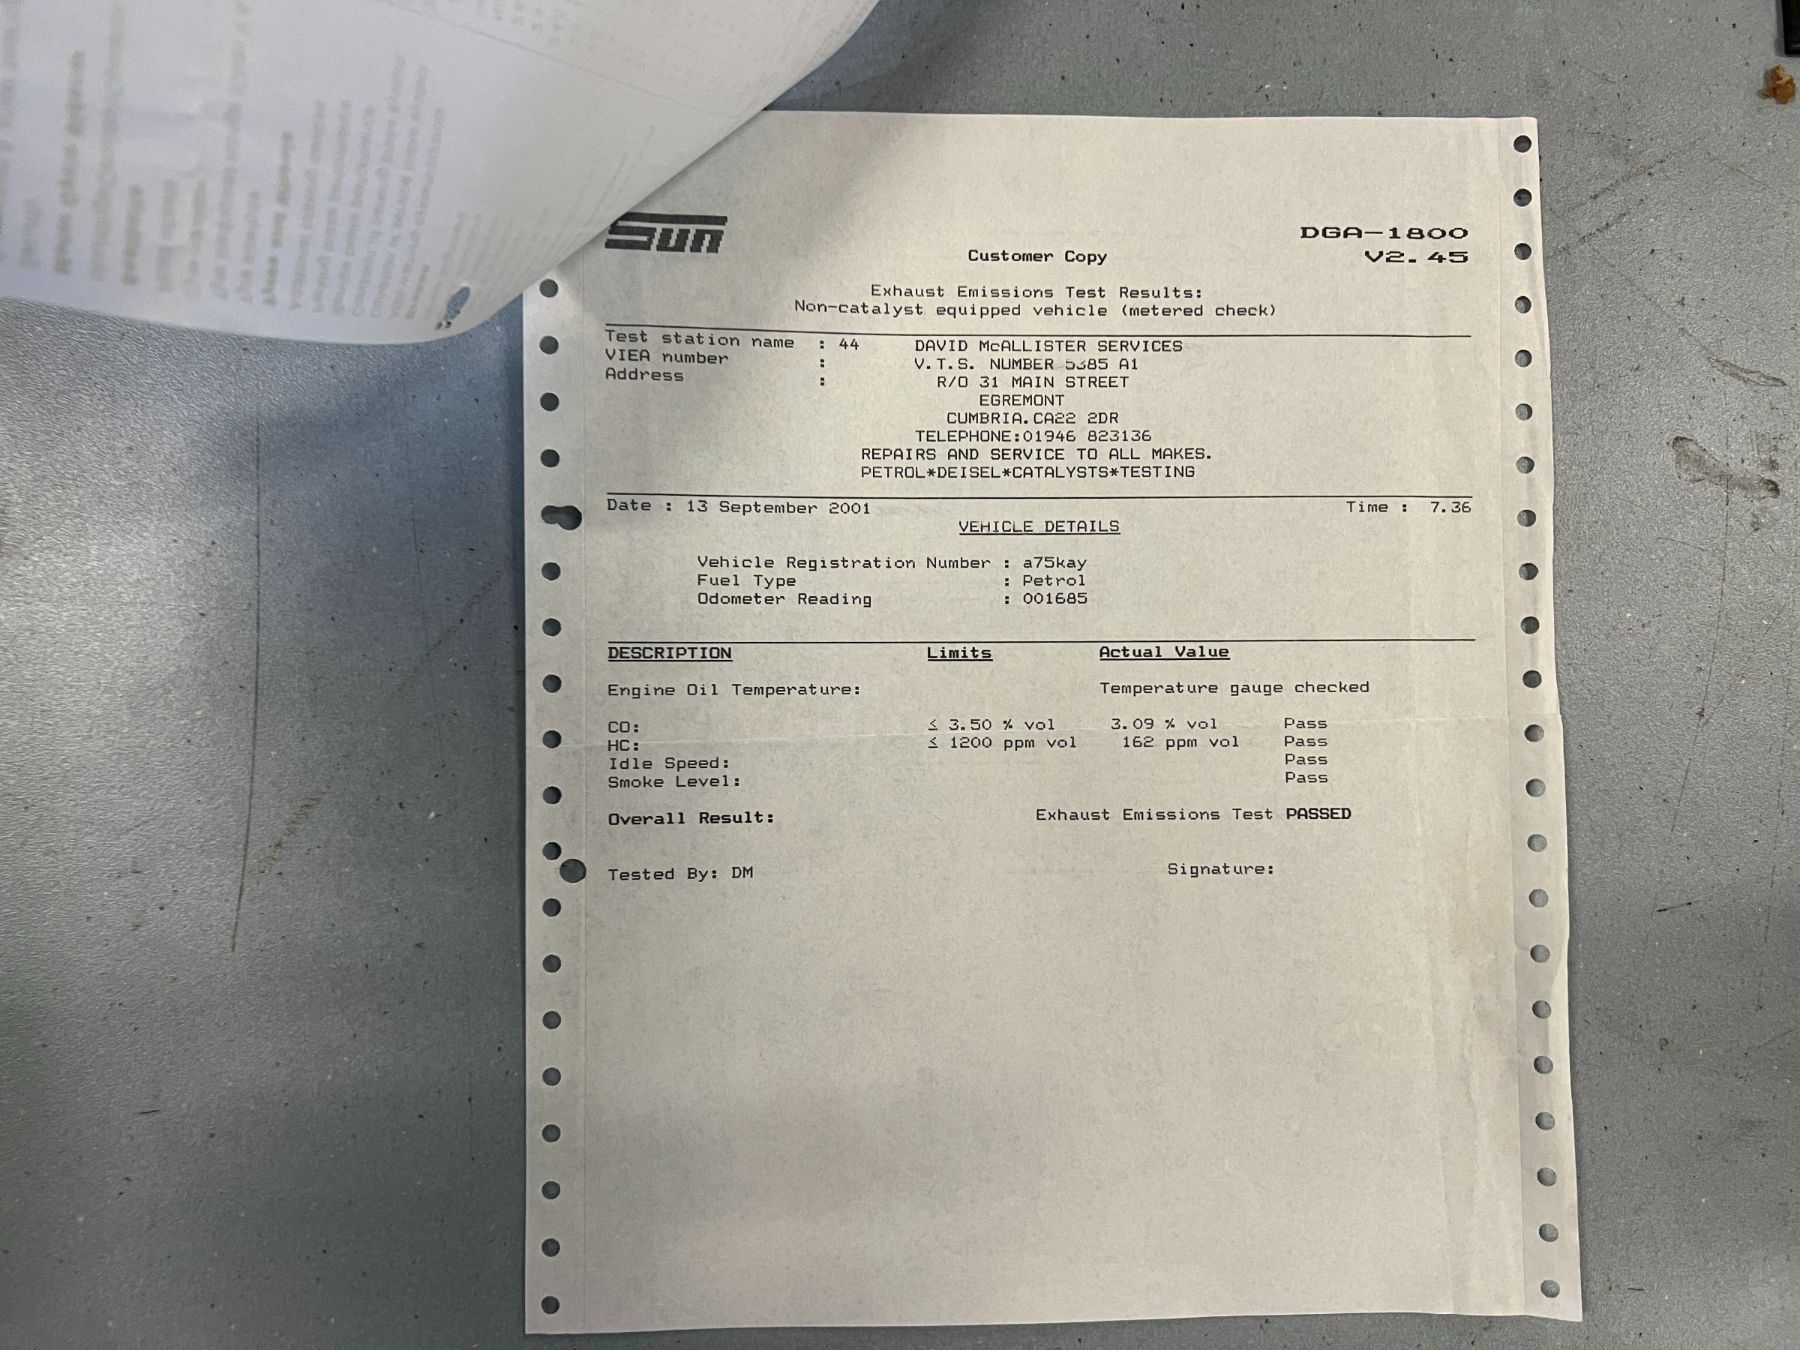 Sun
DGA-1800
Customer Copy
V2.45
Exhaust Emissions Test Results:
Non-catalyst equipped vehicle (metered check)
Test station name : 44 DAVID McALLISTER SERVICES
VIEA number : V.T.S. NUMBER 5385 A1
Address : R/O 31 MAIN STREET
EGREMONT
CUMBRIA.CA22 2DR
TELEPHONE:01946 823136
REPAIRS AND SERVICE TO ALL MAKES.
PETROL*DEISEL*CATALYSTS*TESTING
Date : 13 September 2001 Time : 7.36
VEHICLE DETAILS
Vehicle Registration Number : a75kay
Fuel Type : Petrol
Odometer Reading : 001685
DESCRIPTION Limits Actual Value
Engine Oil Temperature: Temperature gauge checked
CO: ≤ 3.50 % vol 3.09 % vol Pass
HC: ≤ 1200 ppm vol 162 ppm vol Pass
Idle Speed: Pass
Smoke Level: Pass
Overall Result: Exhaust Emissions Test PASSED
Tested By: DM Signature: